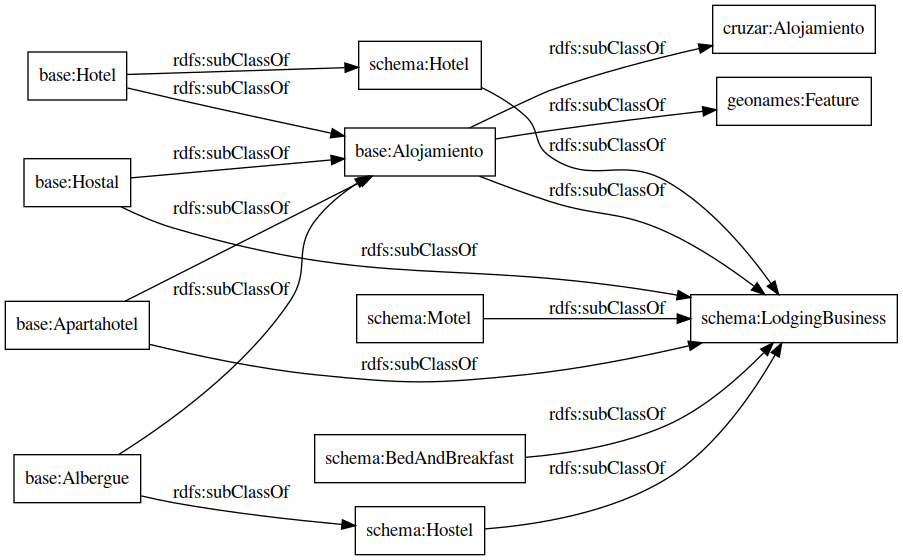 cruzar:Alojamiento
rdfs:subClassOf
rdfs:subClassOf
base:Hotel
schema:Hotel
rdfs:subClassOf
geonames:Feature
rdfs:subClassOf
rdfs:subClassOf
base:Alojamiento
rdfs:subClassOf
base:Hostal
rdfs:subClassOf
rdfs:subClassOf
rdfs:subClassOf
rdfs:subClassOf
rdfs:subClassOf
schema:Motel
schema:LodgingBusiness
base:Apartahotel
rdfs:subClassOf
rdfs:subClassOf
schema:BedAndBreakfast
rdfs:subClassOf
base:Albergue
rdfs:subClassOf
schema:Hostel